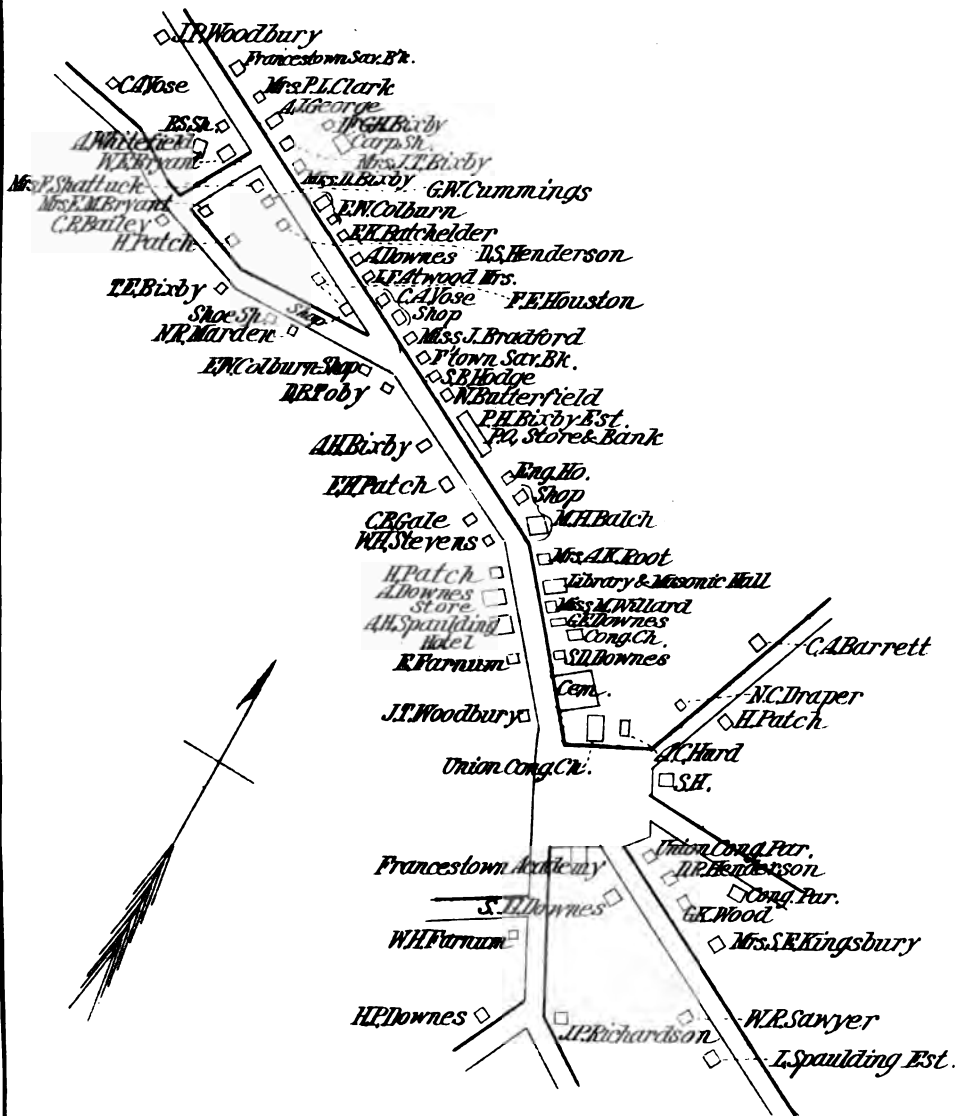 J.P. Woodbury
Francestown Sav. B'k.
C.A. Vose
Mrs. P.L. Clark
A.J. George
B.S. Sh.
Dr. G.H. Bixby
Carp. Sh.
A. Whitefield
W.E. Bryant
Mrs. J.T. Bixby
Mrs. D. Bixby
Mrs. F. Shattuck
G.W. Cummings
Mrs. E.M. Bryant
E.W. Colburn
C.R. Bailey
E.K. Batchelder
H. Patch
A. Downes
D.S. Henderson
L.F. Atwood Mrs.
T.E. Bixby
C.A. Vose
F.E. Houston
Shoe Sh.
Shop
Shop
N.R. Marden
Miss J. Bradford
F'town Sav. Bk.
E.W. Colburn Shop
S.B. Hodge
D.B. Toby
N. Butterfield
P.H. Bixby Est.
P.O. Store & Bank
A.H. Bixby
Eng. Ho.
E.H. Patch
Shop
M.H. Balch
C.B. Gale
W.H. Stevens
Mrs. A.K. Root
H. Patch
Library & Masonic Hall
A. Downes
Store
Miss M. Willard
G.K. Downes
A.H. Spaulding
Hotel
Cong. Ch.
C.A. Barrett
E. Farnum
S.D. Downes
Cem.
N.C. Draper
J.T. Woodbury
H. Patch
A.C. Hurd
Union Cong. Ch.
S.H.
Union Cong. Par.
Francestown Academy
D.P. Henderson
Cong. Par.
S. D. Downes
G.K. Wood
W.H. Farnum
Mrs. S.E. Kingsbury
H.P. Downes
W.R. Sawyer
J.P. Richardson
L. Spaulding Est.